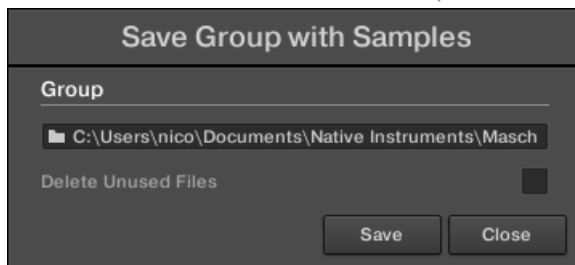 Save Group with Samples
Group
C:\Users\nico\Documents\Native Instruments\Masch
Delete Unused Files
Save Close